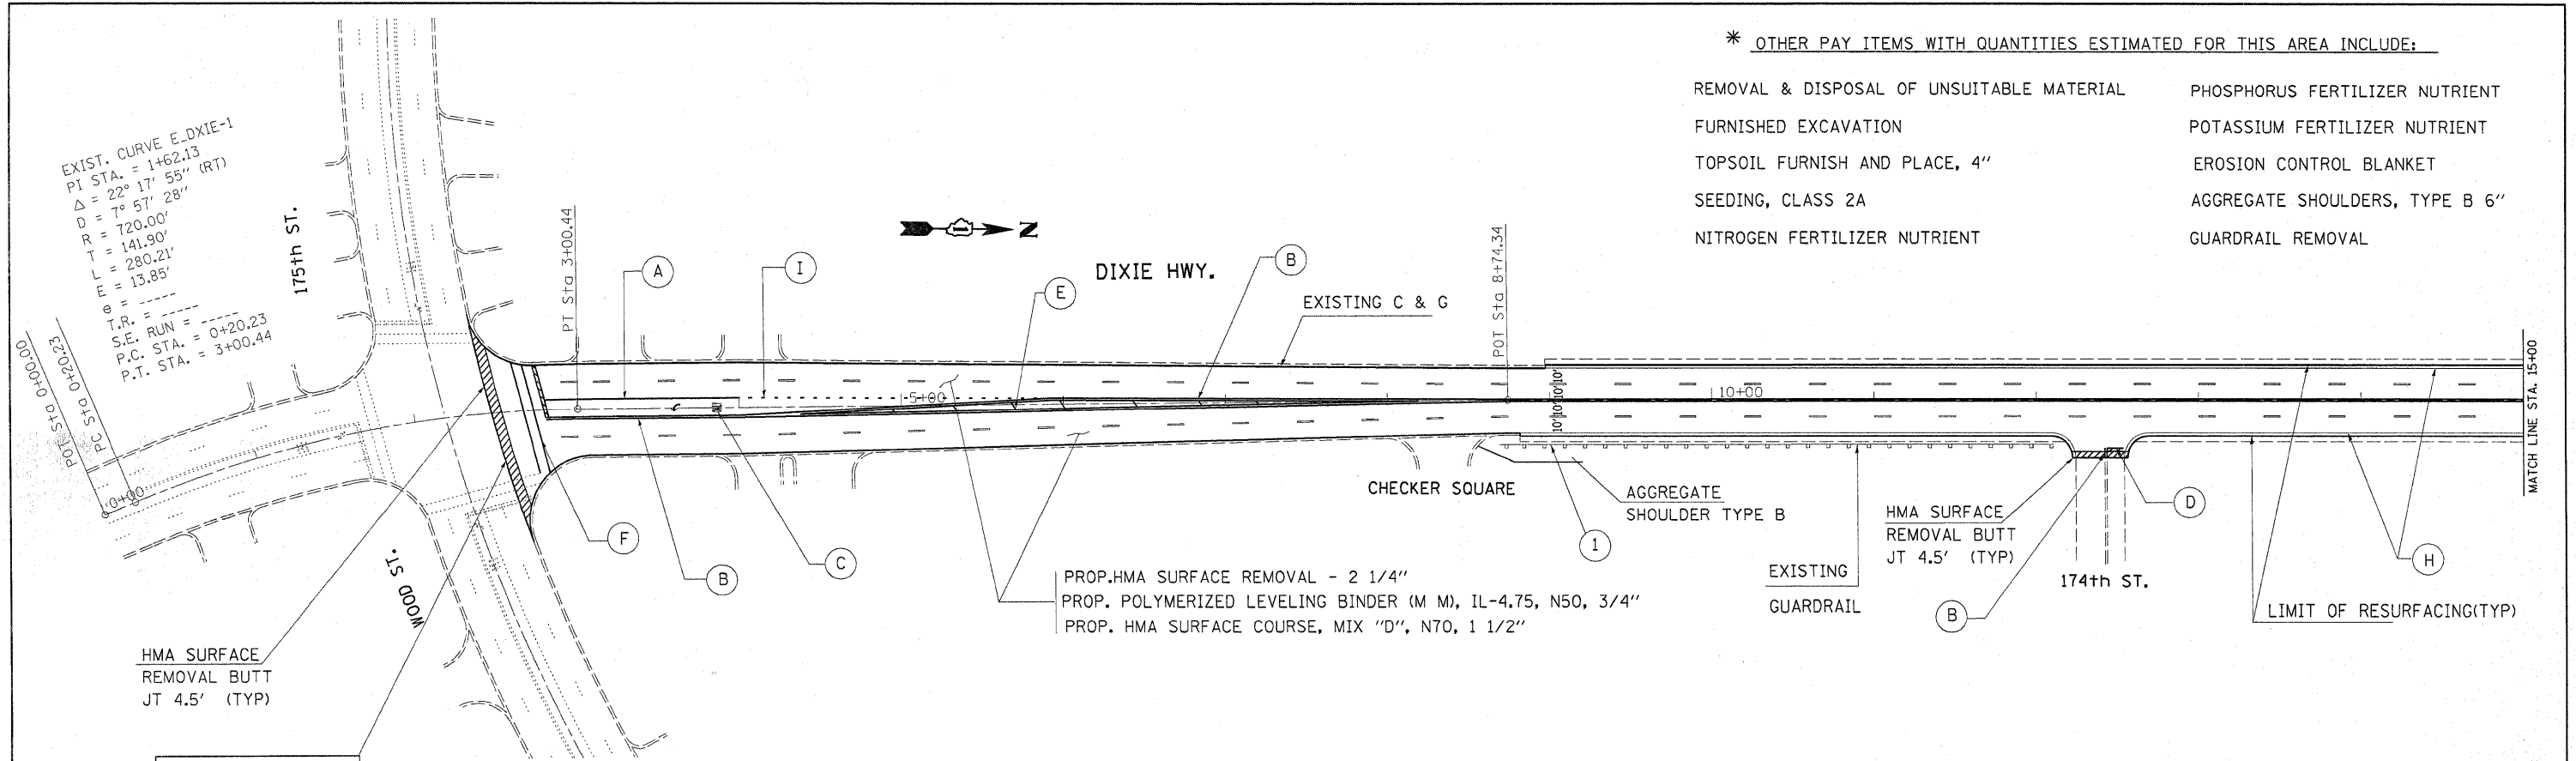 * OTHER PAY ITEMS WITH QUANTITIES ESTIMATED FOR THIS AREA INCLUDE:
REMOVAL & DISPOSAL OF UNSUITABLE MATERIAL
FURNISHED EXCAVATION
TOPSOIL FURNISH AND PLACE, 4"
SEEDING, CLASS 2A
NITROGEN FERTILIZER NUTRIENT
PHOSPHORUS FERTILIZER NUTRIENT
POTASSIUM FERTILIZER NUTRIENT
EROSION CONTROL BLANKET
AGGREGATE SHOULDERS, TYPE B 6"
GUARDRAIL REMOVAL
EXIST. CURVE E_DXIE-1
PI STA. = 1+62.13
Δ = 22° 17' 55" (RT)
D = 7° 57' 28"
R = 720.00'
T = 141.90'
L = 280.21'
E = 13.85'
e = -----
T.R. = -----
S.E. RUN = -----
P.C. STA. = 0+20.23
P.T. STA. = 3+00.44
POT Sta 0+00.00
PC Sta 0+20.23
0+00
175th ST.
WOOD ST.
PT Sta 3+00.44
A
I
N
DIXIE HWY.
E
B
EXISTING C & G
POT Sta 8+74.34
5+00
10'10'10'10'
10+00
MATCH LINE STA. 15+00
F
B
C
CHECKER SQUARE
AGGREGATE
SHOULDER TYPE B
1
EXISTING
GUARDRAIL
HMA SURFACE
REMOVAL BUTT
JT 4.5' (TYP)
B
D
174th ST.
H
LIMIT OF RESURFACING(TYP)
PROP.HMA SURFACE REMOVAL - 2 1/4"
PROP. POLYMERIZED LEVELING BINDER (M M), IL-4.75, N50, 3/4"
PROP. HMA SURFACE COURSE, MIX "D", N70, 1 1/2"
HMA SURFACE
REMOVAL BUTT
JT 4.5' (TYP)